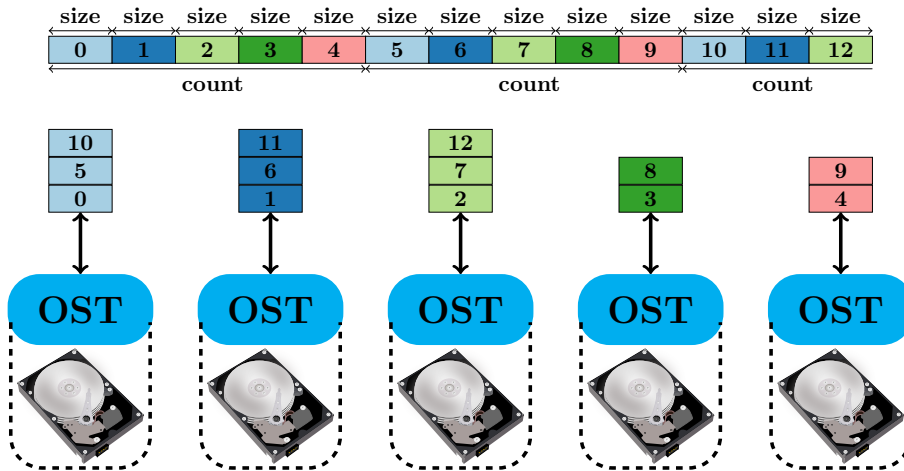 size size size size size size size size size size size size size
0 1 2 3 4 5 6 7 8 9 10 11 12
count count count
10 11 12
5 6 7 8 9
0 1 2 3 4
OST OST OST OST OST